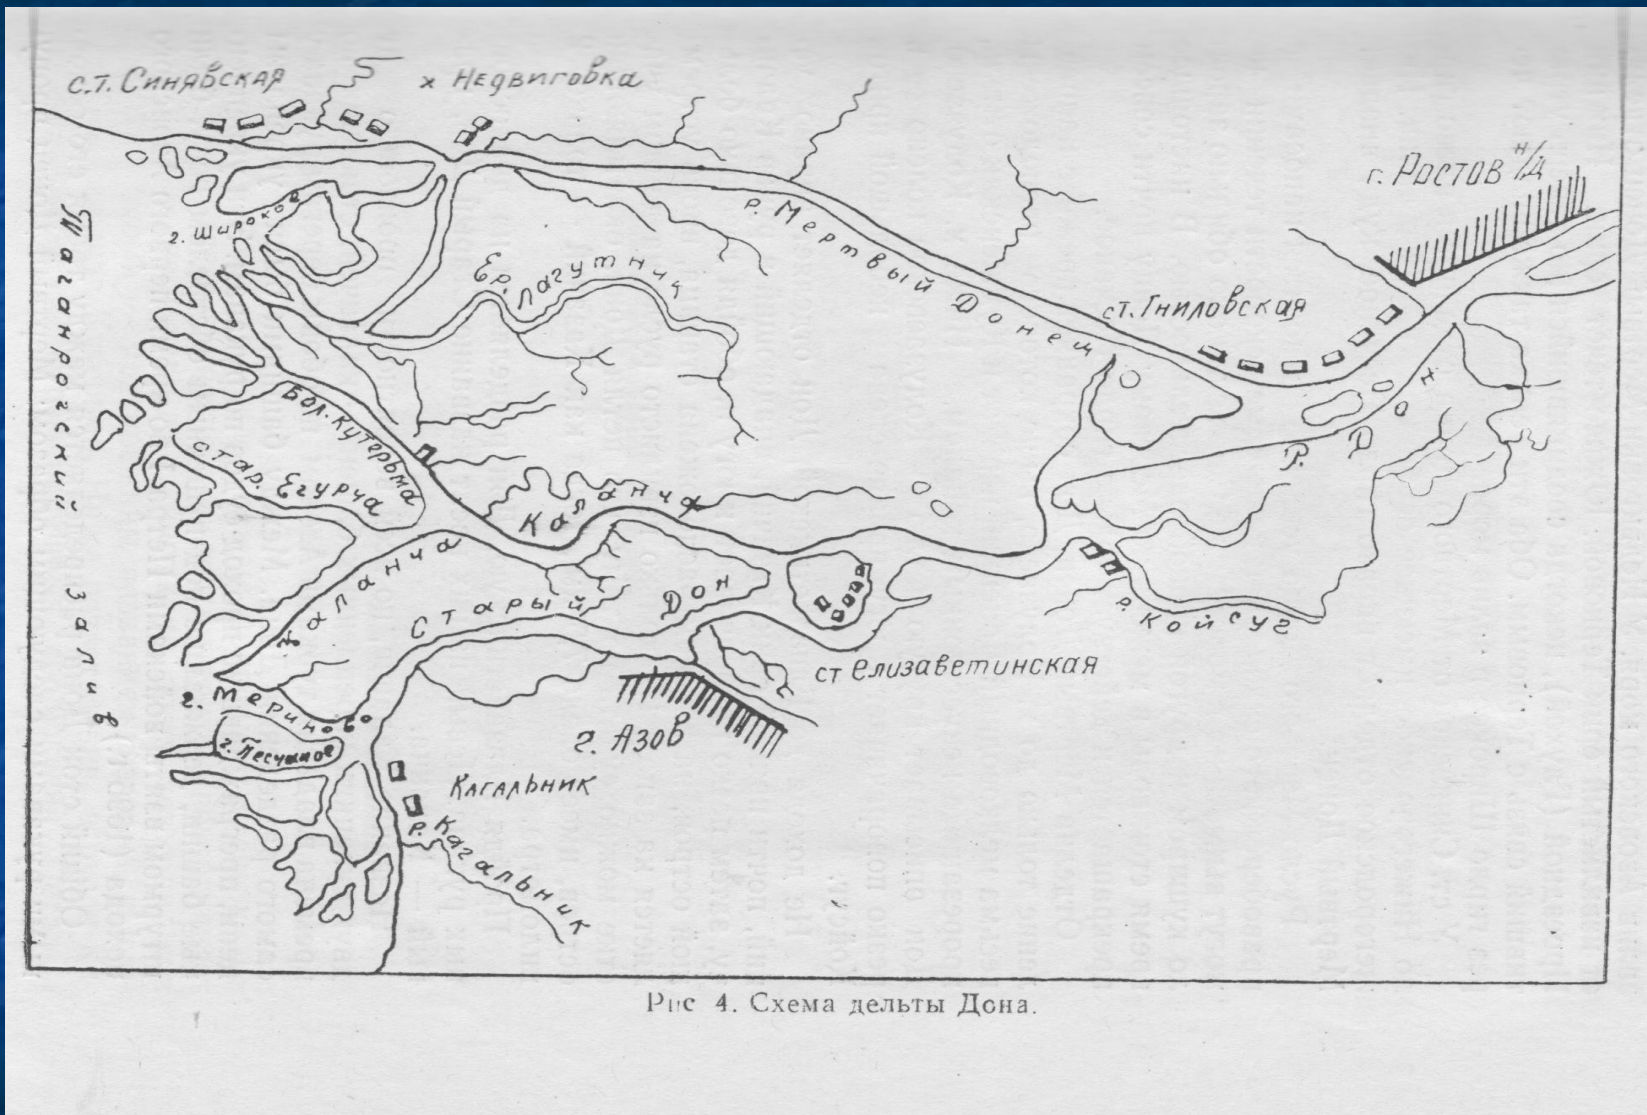 ст. Синявская
х Недвиговка
г. Ростов н/Д
г. Широкое
Ер. Лагутник
р. Мертвый Донец
ст. Гниловская
Таганрогский залив
Бол. Кутерьма
Стар. Егурча
Каланча
р. Дон
Каланча
Старый Дон
р. Койсуг
ст Елизаветинская
г. Мериново
г. Песчаное
г. Азов
Кагальник
р. Кагальник
Рис 4. Схема дельты Дона.